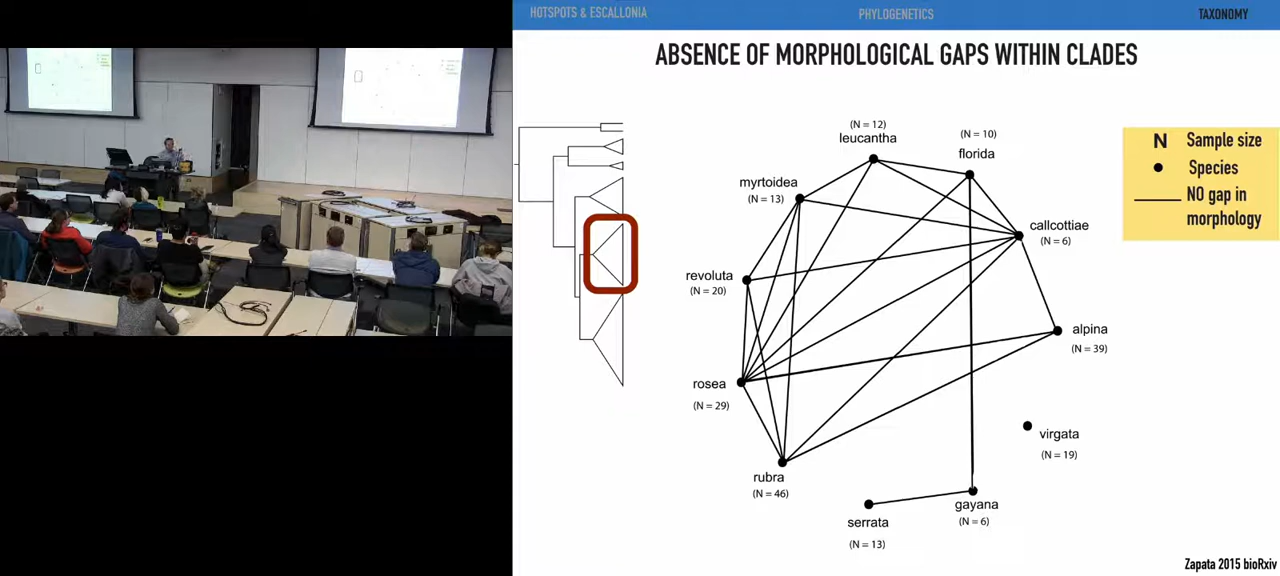 HOTSPOTS & ESCALLONIA
PHYLOGENETICS
TAXONOMY
ABSENCE OF MORPHOLOGICAL GAPS WITHIN CLADES
(N = 12)
leucantha
(N = 10)
florida
myrtoidea
(N = 13)
callcottiae
(N = 6)
revoluta
(N = 20)
alpina
(N = 39)
rosea
(N = 29)
virgata
(N = 19)
rubra
(N = 46)
gayana
(N = 6)
serrata
(N = 13)
N Sample size
Species
NO gap in
morphology
Zapata 2015 bioRxiv